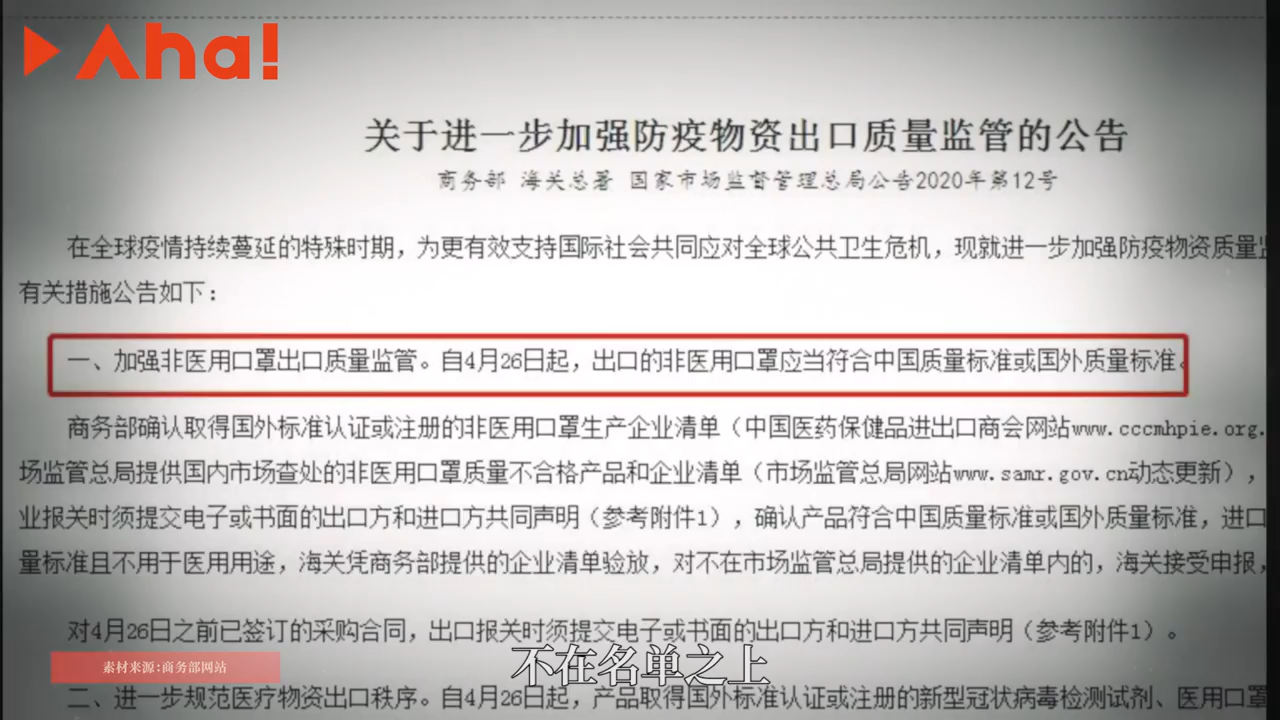 Aha!
关于进一步加强防疫物资出口质量监管的公告
商务部 海关总署 国家市场监督管理总局公告2020年第12号
在全球疫情持续蔓延的特殊时期，为更有效支持国际社会共同应对全球公共卫生危机，现就进一步加强防疫物资质量监
有关措施公告如下：
一、加强非医用口罩出口质量监管。自4月26日起，出口的非医用口罩应当符合中国质量标准或国外质量标准。
商务部确认取得国外标准认证或注册的非医用口罩生产企业清单（中国医药保健品进出口商会网站www.cccmhpie.org.
场监管总局提供国内市场查处的非医用口罩质量不合格产品和企业清单（市场监管总局网站www.samr.gov.cn动态更新），
业报关时须提交电子或书面的出口方和进口方共同声明（参考附件1），确认产品符合中国质量标准或国外质量标准，进口
量标准且不用于医用用途，海关凭商务部提供的企业清单验放，对不在市场监管总局提供的企业清单内的，海关接受申报，
对4月26日之前已签订的采购合同，出口报关时须提交电子或书面的出口方和进口方共同声明（参考附件1）。
素材来源:商务部网站
不在名单之上
二、进一步规范医疗物资出口秩序。自4月26日起，产品取得国外标准认证或注册的新型冠状病毒检测试剂、医用口罩